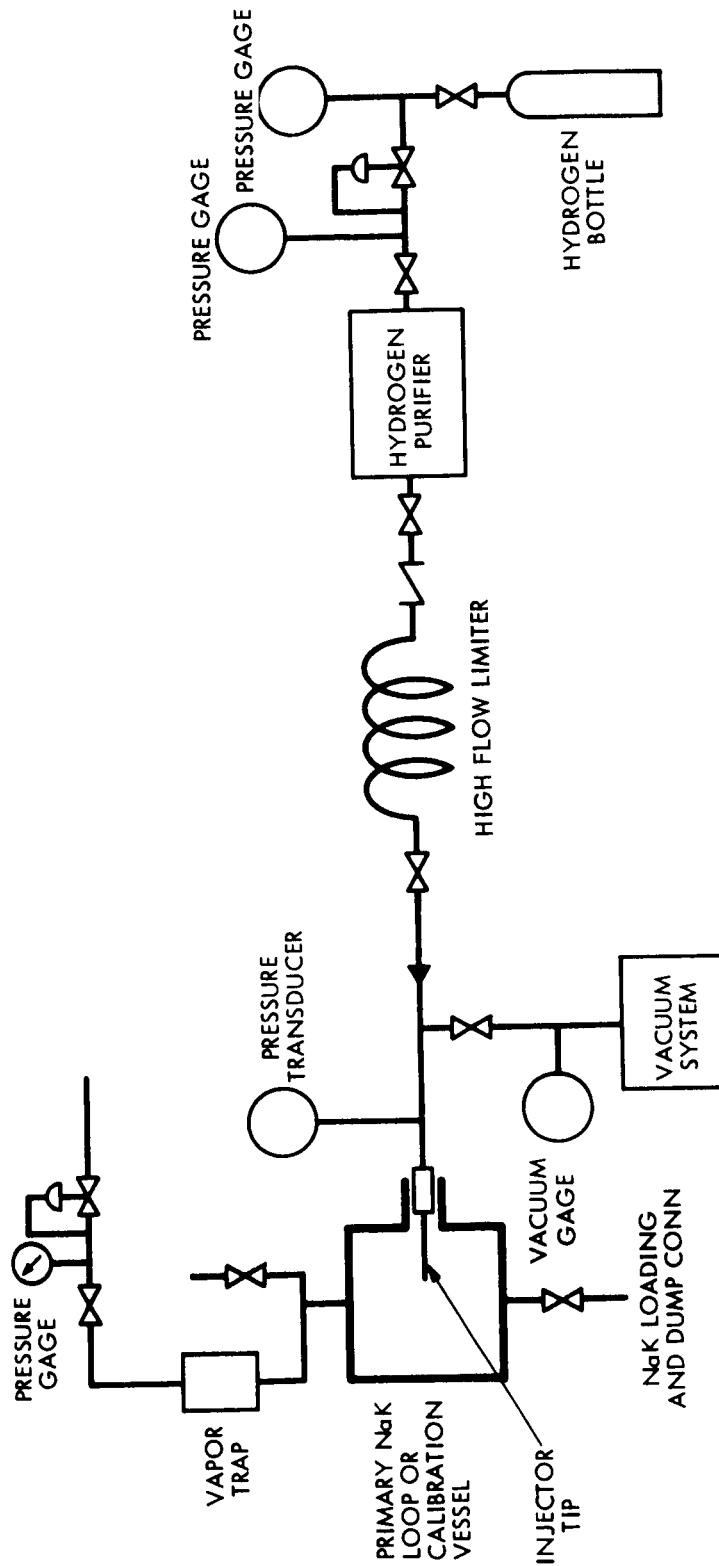 PRESSURE
GAGE
VAPOR
TRAP
PRIMARY NaK
LOOP OR
CALIBRATION
VESSEL
INJECTOR
TIP
PRESSURE
TRANSDUCER
VACUUM
GAGE
NaK LOADING
AND DUMP CONN
VACUUM
SYSTEM
HIGH FLOW LIMITER
HYDROGEN
PURIFIER
PRESSURE GAGE
PRESSURE GAGE
HYDROGEN
BOTTLE